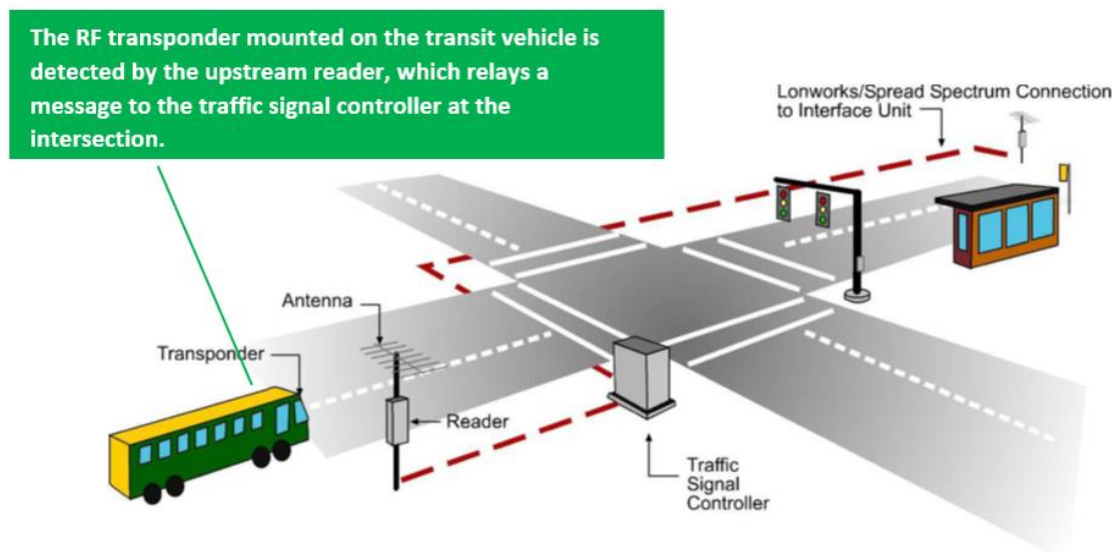 The RF transponder mounted on the transit vehicle is
detected by the upstream reader, which relays a
message to the traffic signal controller at the
intersection.
Lonworks/Spread Spectrum Connection
to Interface Unit
Antenna
Transponder
Reader
Traffic
Signal
Controller